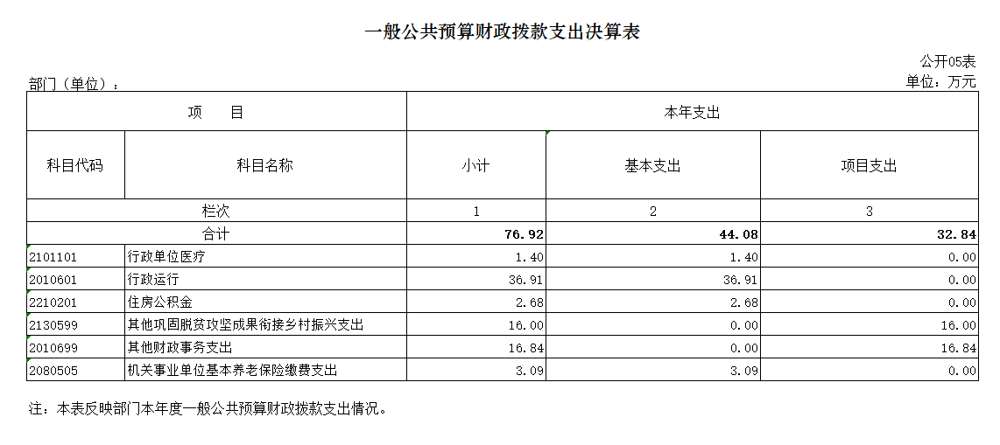 一般公共预算财政拨款支出决算表
公开05表
部门（单位）： 单位：万元
项 目 本年支出
科目代码 科目名称 小计 基本支出 项目支出
栏次 1 2 3
合计 76.92 44.08 32.84
2101101 行政单位医疗 1.40 1.40 0.00
2010601 行政运行 36.91 36.91 0.00
2210201 住房公积金 2.68 2.68 0.00
2130599 其他巩固脱贫攻坚成果衔接乡村振兴支出 16.00 0.00 16.00
2010699 其他财政事务支出 16.84 0.00 16.84
2080505 机关事业单位基本养老保险缴费支出 3.09 3.09 0.00
注：本表反映部门本年度一般公共预算财政拨款支出情况。